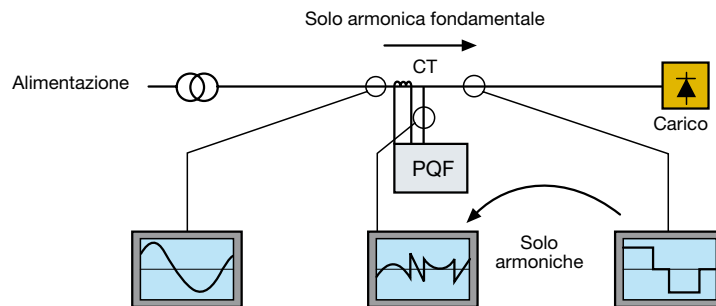 Solo armonica fondamentale
CT
Alimentazione
Carico
PQF
Solo
armoniche